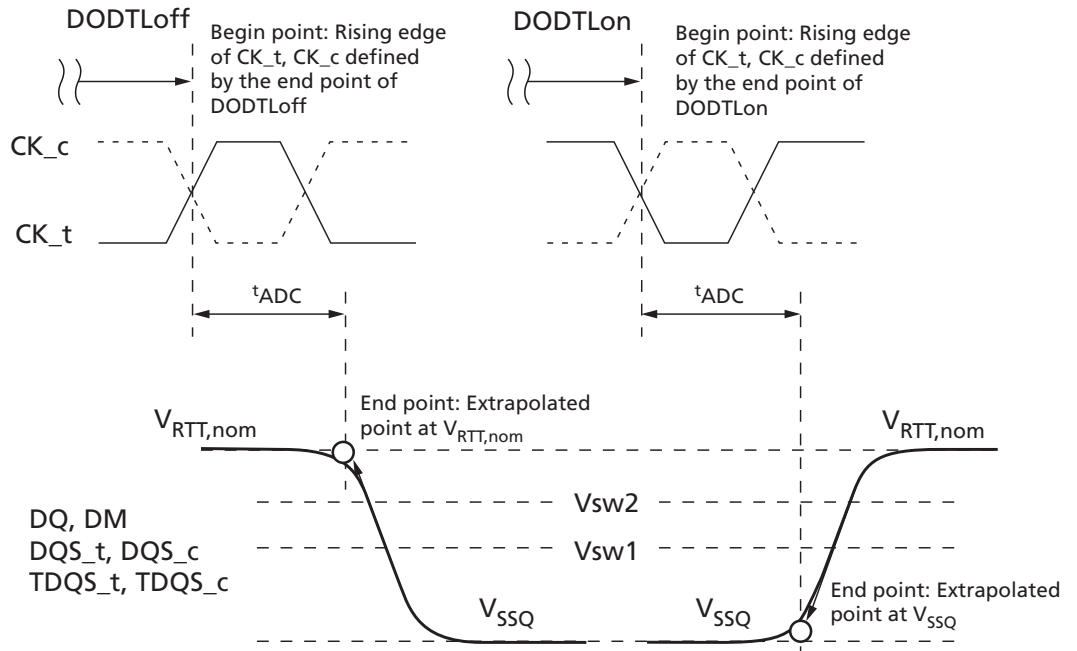 DODTLoff
Begin point: Rising edge
of CK_t, CK_c defined
by the end point of
DODTLoff
DODTLon
Begin point: Rising edge
of CK_t, CK_c defined
by the end point of
DODTLon
CK_c
CK_t
tADC
tADC
End point: Extrapolated
point at VRTT,nom
VRTT,nom
VRTT,nom
Vsw2
Vsw1
DQ, DM
DQS_t, DQS_c
TDQS_t, TDQS_c
VSSQ
VSSQ
End point: Extrapolated
point at VSSQ